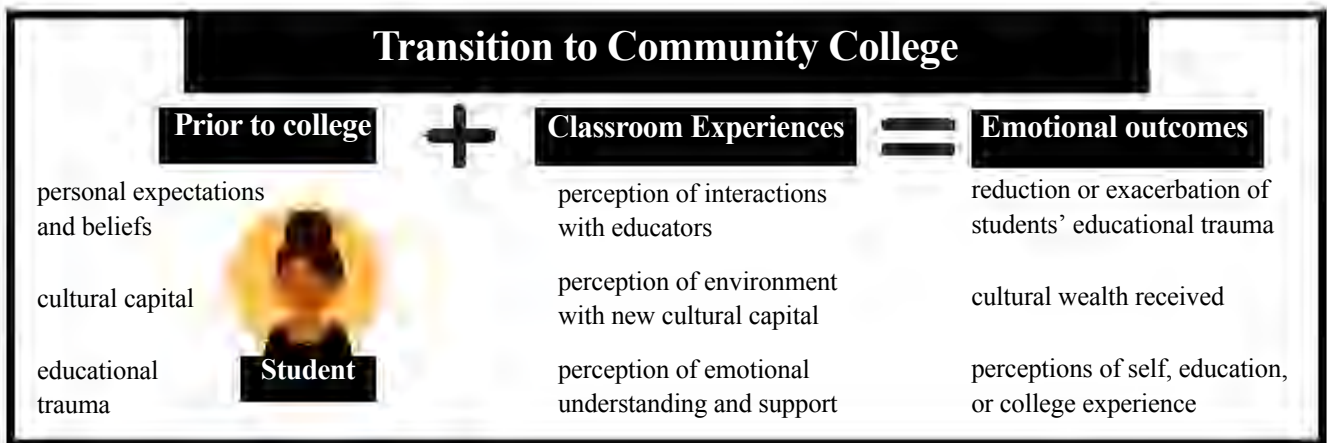 Transition to Community College
Prior to college
+
Classroom Experiences
=
Emotional outcomes
personal expectations
and beliefs
cultural capital
educational
trauma
Student
perception of interactions
with educators
perception of environment
with new cultural capital
perception of emotional
understanding and support
reduction or exacerbation of
students’ educational trauma
cultural wealth received
perceptions of self, education,
or college experience